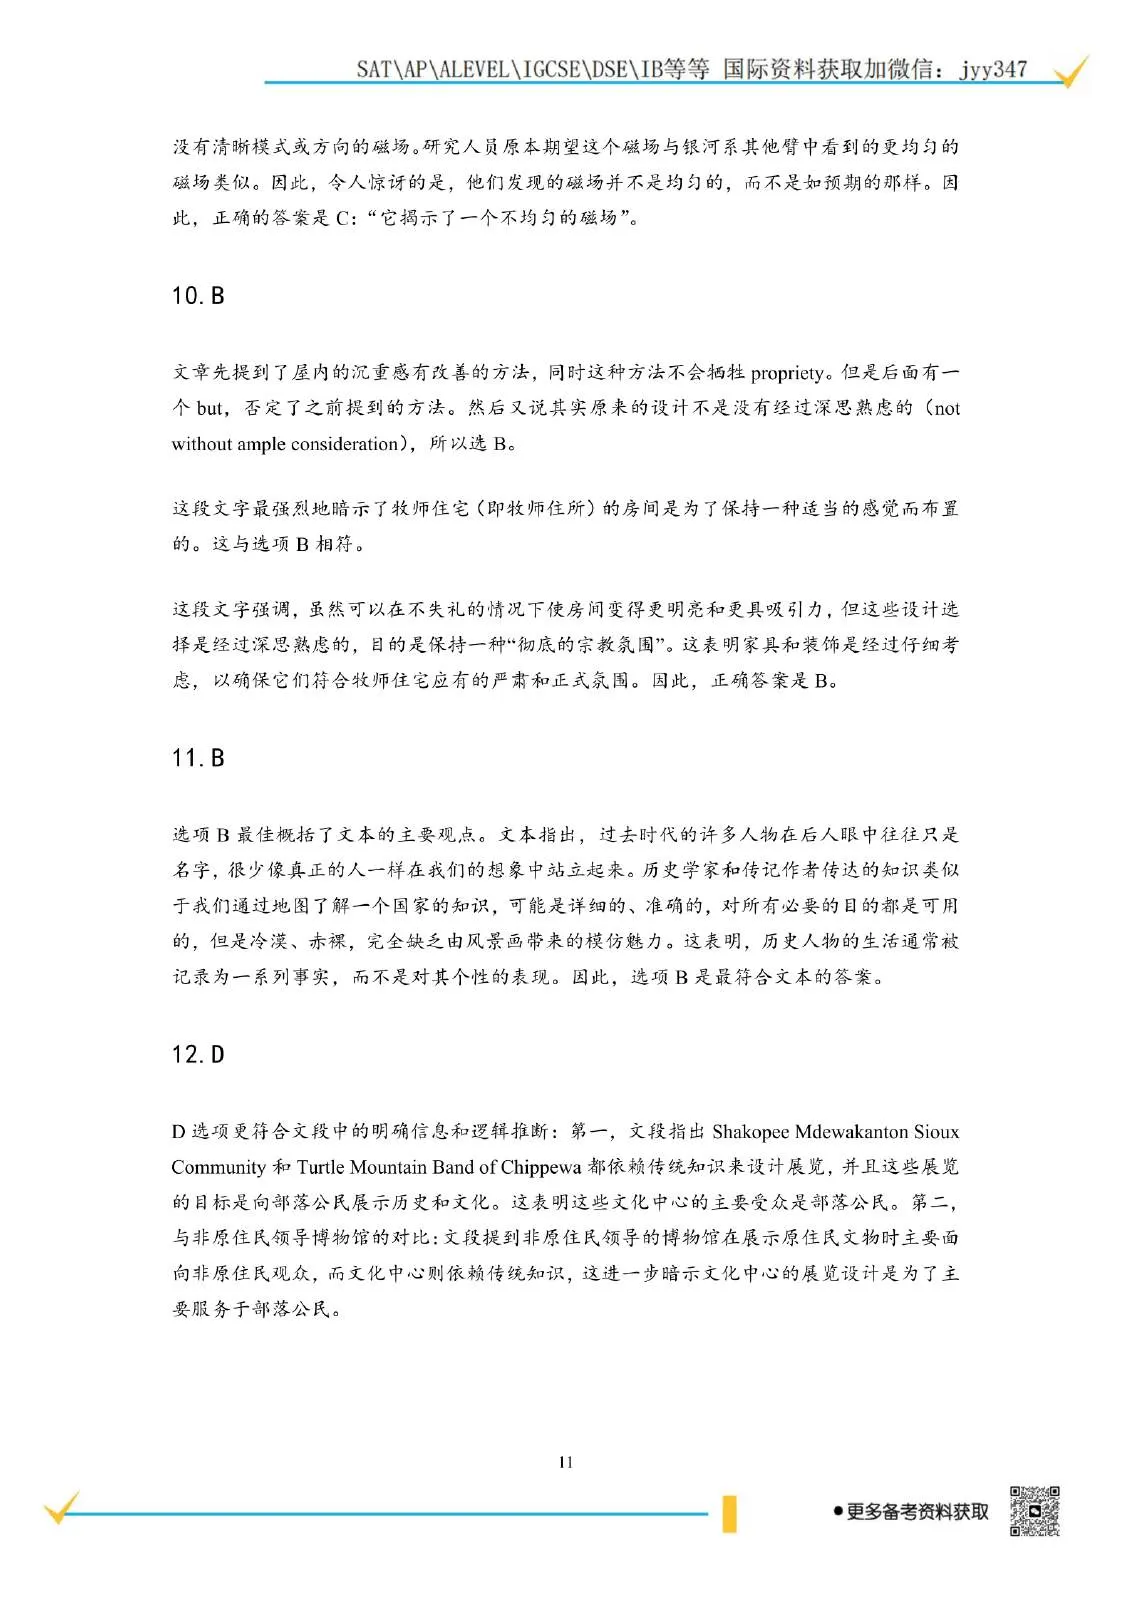 SAT\AP\ALEVEL\IGCSE\DSE\IB等等 国际资料获取加微信：jyy347
没有清晰模式或方向的磁场。研究人员原本期望这个磁场与银河系其他臂中看到的更均匀的
磁场类似。因此，令人惊讶的是，他们发现的磁场并不是均匀的，而不是如预期的那样。因
此，正确的答案是 C：“它揭示了一个不均匀的磁场”。
10. B
文章先提到了屋内的沉重感有改善的方法，同时这种方法不会牺牲 propriety。但是后面有一
个 but，否定了之前提到的方法。然后又说其实原来的设计不是没有经过深思熟虑的（not
without ample consideration），所以选 B。
这段文字最强烈地暗示了牧师住宅（即牧师住所）的房间是为了保持一种适当的感觉而布置
的。这与选项 B 相符。
这段文字强调，虽然可以在不失礼的情况下使房间变得更明亮和更具吸引力，但这些设计选
择是经过深思熟虑的，目的是保持一种“彻底的宗教氛围”。这表明家具和装饰是经过仔细考
虑，以确保它们符合牧师住宅应有的严肃和正式氛围。因此，正确答案是 B。
11. B
选项 B 最佳概括了文本的主要观点。文本指出，过去时代的许多人物在后人眼中往往只是
名字，很少像真正的人一样在我们的想象中站立起来。历史学家和传记作者传达的知识类似
于我们通过地图了解一个国家的知识，可能是详细的、准确的，对所有必要的目的都是可用
的，但是冷漠、赤裸，完全缺乏由风景画带来的模仿魅力。这表明，历史人物的生活通常被
记录为一系列事实，而不是对其个性的表现。因此，选项 B 是最符合文本的答案。
12. D
D 选项更符合文段中的明确信息和逻辑推断：第一，文段指出 Shakopee Mdewakanton Sioux
Community 和 Turtle Mountain Band of Chippewa 都依赖传统知识来设计展览，并且这些展览
的目标是向部落公民展示历史和文化。这表明这些文化中心的主要受众是部落公民。第二，
与非原住民领导博物馆的对比：文段提到非原住民领导的博物馆在展示原住民文物时主要面
向非原住民观众，而文化中心则依赖传统知识，这进一步暗示文化中心的展览设计是为了主
要服务于部落公民。
11
●更多备考资料获取